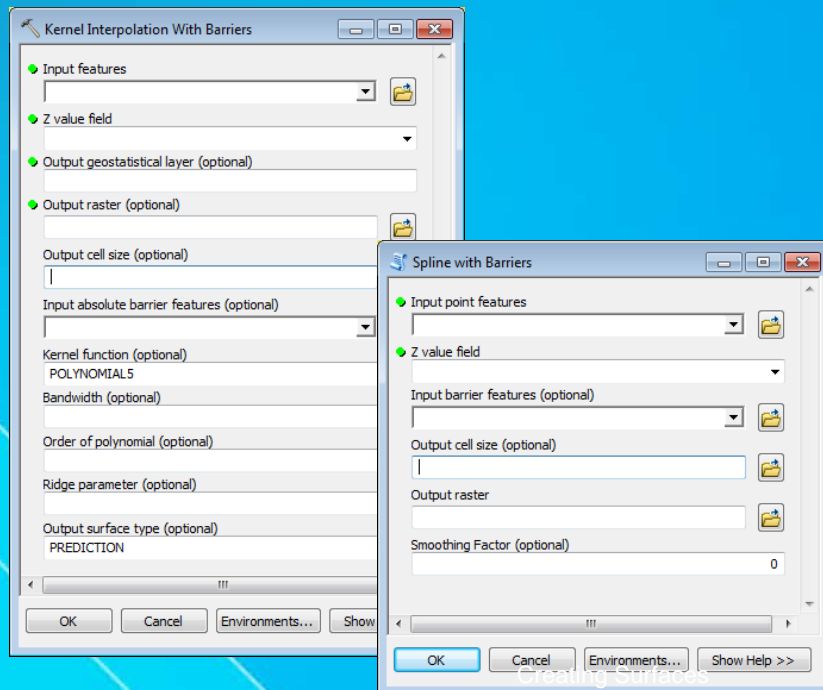 Kernel Interpolation With Barriers
Input features
Z value field
Output geostatistical layer (optional)
Output raster (optional)
Output cell size (optional)
Input absolute barrier features (optional)
Kernel function (optional)
POLYNOMIAL5
Bandwidth (optional)
Order of polynomial (optional)
Ridge parameter (optional)
Output surface type (optional)
PREDICTION
OK
Cancel
Environments...
Show
Spline with Barriers
Input point features
Z value field
Input barrier features (optional)
Output cell size (optional)
Output raster
Smoothing Factor (optional)
0
OK
Cancel
Environments...
Show Help >>
Creating Surfaces